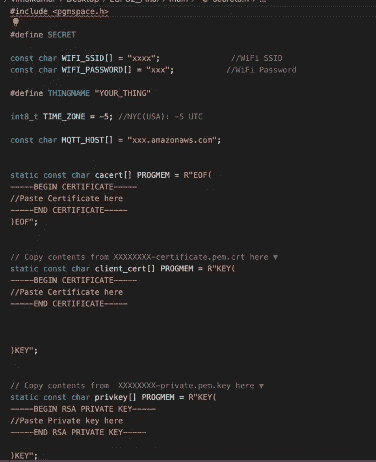 #include <pgmspace.h>
#define SECRET
const char WIFI_SSID[] = "xxxx"; //WiFi SSID
const char WIFI_PASSWORD[] = "xxx"; //WiFi Password
#define THINGNAME "YOUR_THING"
int8_t TIME_ZONE = -5; //NYC(USA): -5 UTC
const char MQTT_HOST[] = "xxx.amazonaws.com";
static const char cacert[] PROGMEM = R"EOF(
-----BEGIN CERTIFICATE-----
//Paste Certificate here
-----END CERTIFICATE-----
)EOF";
// Copy contents from XXXXXXXX-certificate.pem.crt here ▼
static const char client_cert[] PROGMEM = R"KEY(
-----BEGIN CERTIFICATE-----
//Paste Certificate here
-----END CERTIFICATE-----
)KEY";
// Copy contents from  XXXXXXXX-private.pem.key here ▼
static const char privkey[] PROGMEM = R"KEY(
-----BEGIN RSA PRIVATE KEY-----
//Paste Private key here
-----END RSA PRIVATE KEY-----
)KEY";